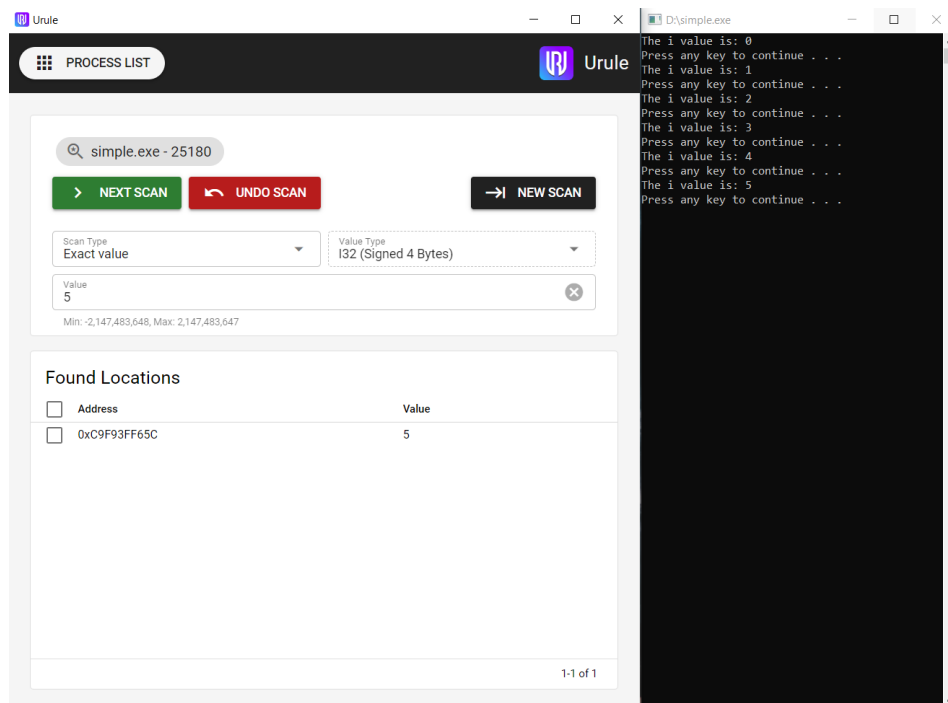 Urule
PROCESS LIST
Urule
simple.exe - 25180
NEXT SCAN
UNDO SCAN
NEW SCAN
Scan Type
Exact value
Value Type
I32 (Signed 4 Bytes)
Value
5
Min: -2,147,483,648, Max: 2,147,483,647
Found Locations
Address Value
0xC9F93FF65C 5
1-1 of 1
D:\simple.exe
The i value is: 0
Press any key to continue . . .
The i value is: 1
Press any key to continue . . .
The i value is: 2
Press any key to continue . . .
The i value is: 3
Press any key to continue . . .
The i value is: 4
Press any key to continue . . .
The i value is: 5
Press any key to continue . . .